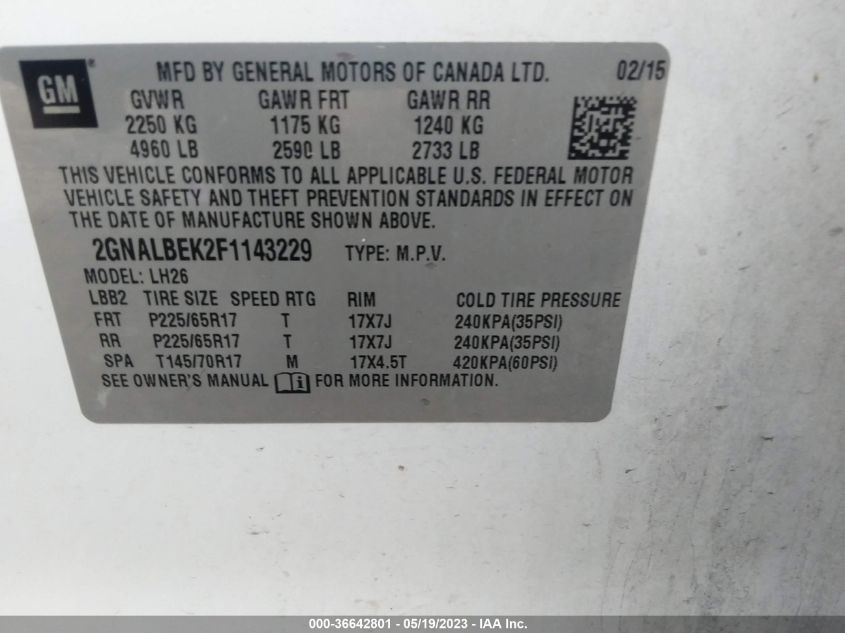 GM ® MFD BY GENERAL MOTORS OF CANADA LTD. 02/15
GVWR GAWR FRT GAWR RR
2250 KG 1175 KG 1240 KG
4960 LB 2590 LB 2733 LB
THIS VEHICLE CONFORMS TO ALL APPLICABLE U.S. FEDERAL MOTOR
VEHICLE SAFETY AND THEFT PREVENTION STANDARDS IN EFFECT ON
THE DATE OF MANUFACTURE SHOWN ABOVE.
2GNALBEK2F1143229 TYPE: M.P.V.
MODEL: LH26
LBB2 TIRE SIZE SPEED RTG RIM COLD TIRE PRESSURE
FRT P225/65R17 T 17X7J 240KPA(35PSI)
RR P225/65R17 T 17X7J 240KPA(35PSI)
SPA T145/70R17 M 17X4.5T 420KPA(60PSI)
SEE OWNER'S MANUAL FOR MORE INFORMATION.
000-36642801 - 05/19/2023 - IAA Inc.